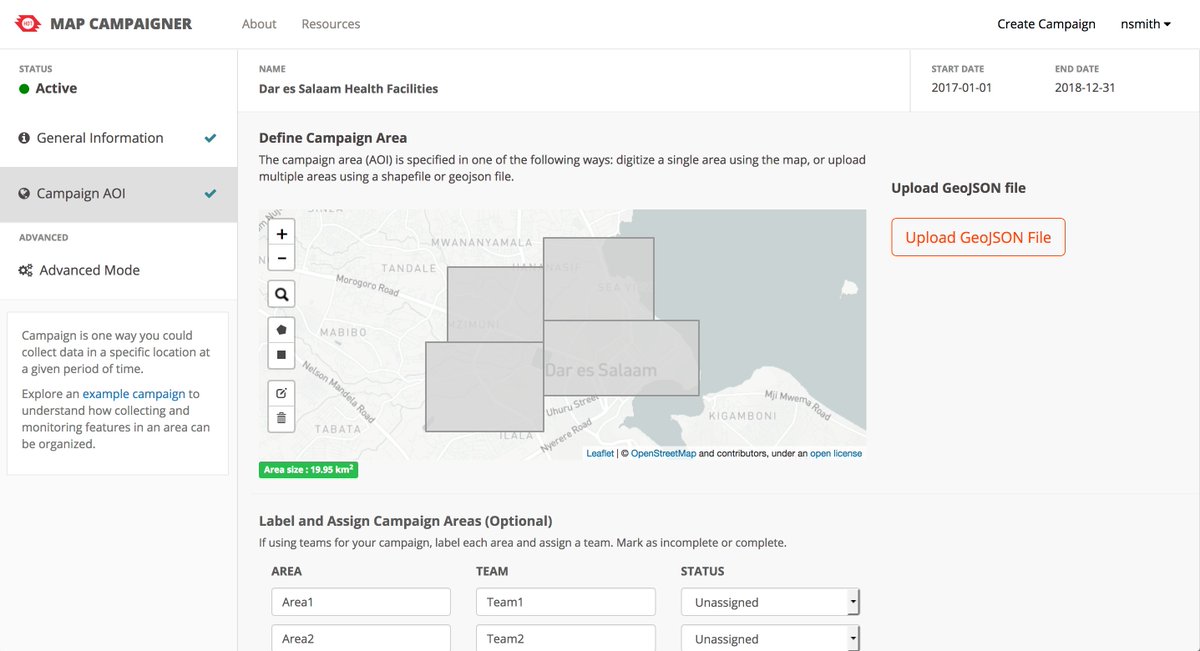 HOT MAP CAMPAIGNER About Resources Create Campaign nsmith
STATUS
Active
General Information
Campaign AOI
ADVANCED
Advanced Mode
Campaign is one way you could
collect data in a specific location at
a given period of time.
Explore an example campaign to
understand how collecting and
monitoring features in an area can
be organized.
NAME
Dar es Salaam Health Facilities
START DATE
2017-01-01
END DATE
2018-12-31
Define Campaign Area
The campaign area (AOI) is specified in one of the following ways: digitize a single area using the map, or upload
multiple areas using a shapefile or geojson file.
+
−
SINZA
MWANANYAMALA
TANDALE
HANANASIF
Morogoro Road
SEA VI
MZIMUNI
MABIBO
Dar es Salaam
Nelson Mandela Road
Uhuru Street
Mji Mwema Road
KIGAMBONI
TABATA
ILALA
Nyerere Road
Leaflet | © OpenStreetMap and contributors, under an open license
Area size : 19.95 km²
Upload GeoJSON file
Upload GeoJSON File
Label and Assign Campaign Areas (Optional)
If using teams for your campaign, label each area and assign a team. Mark as incomplete or complete.
AREA TEAM STATUS
Area1 Team1 Unassigned
Area2 Team2 Unassigned